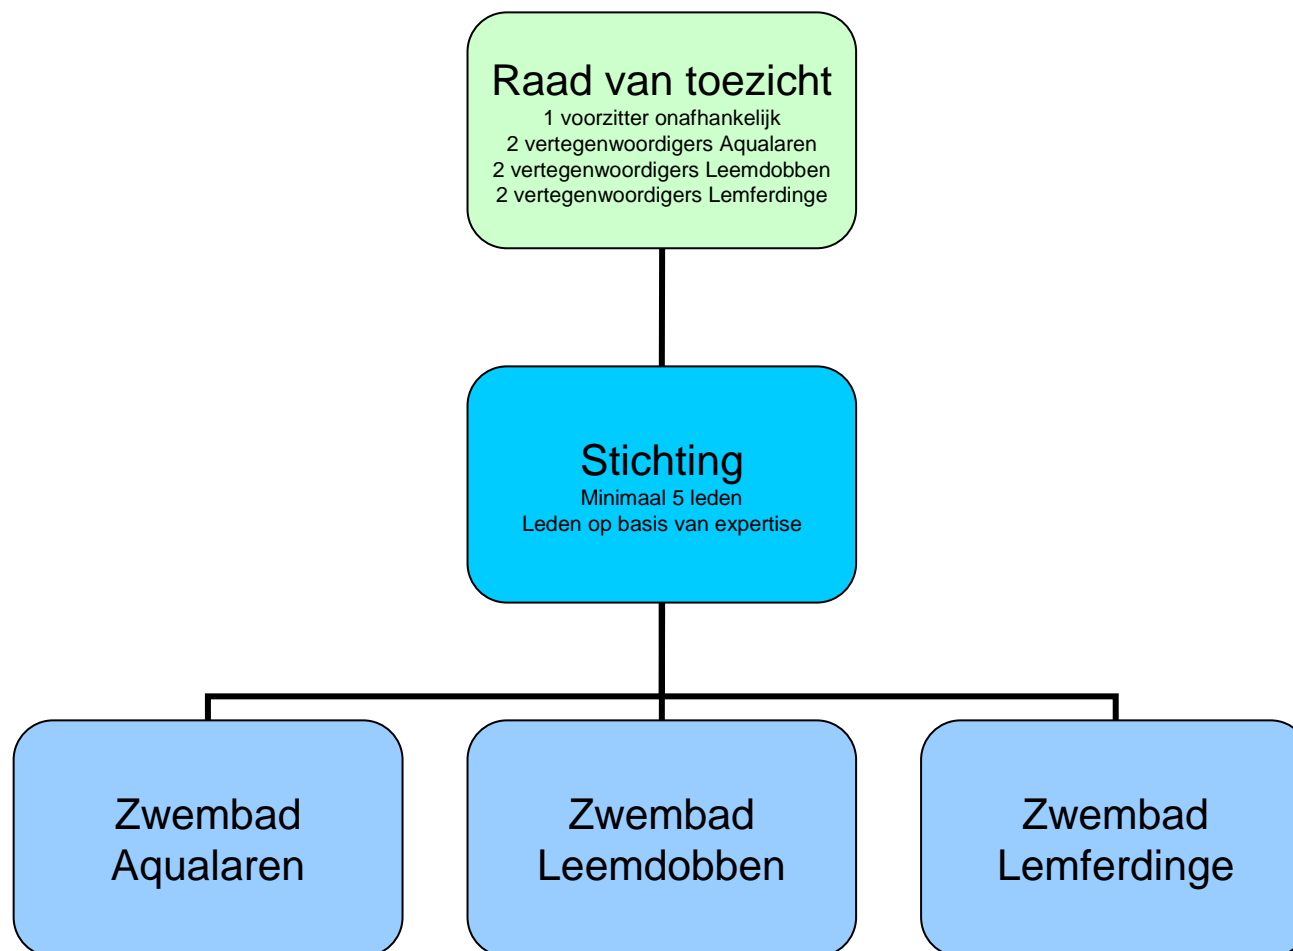 Raad van toezicht
1 voorzitter onafhankelijk
2 vertegenwoordigers Aqualaren
2 vertegenwoordigers Leemdobben
2 vertegenwoordigers Lemferdinge
Stichting
Minimaal 5 leden
Leden op basis van expertise
Zwembad
Aqualaren
Zwembad
Leemdobben
Zwembad
Lemferdinge